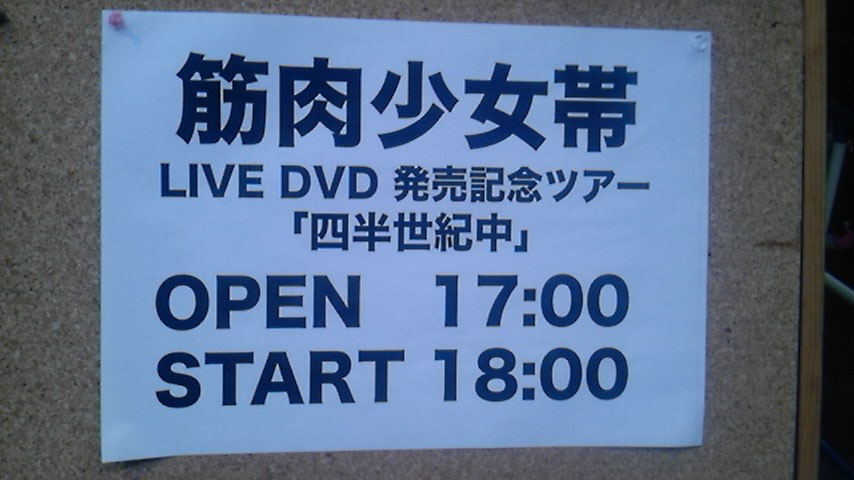 筋肉少女帯
LIVE DVD 発売記念ツアー
「四半世紀中」
OPEN 17:00
START 18:00